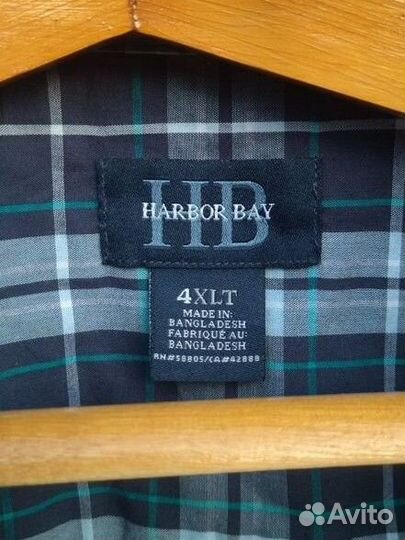 HB
HARBOR BAY
4XLT
MADE IN:
BANGLADESH
FABRIQUÉ AU:
BANGLADESH
RN#58805/CA#42888
Avito